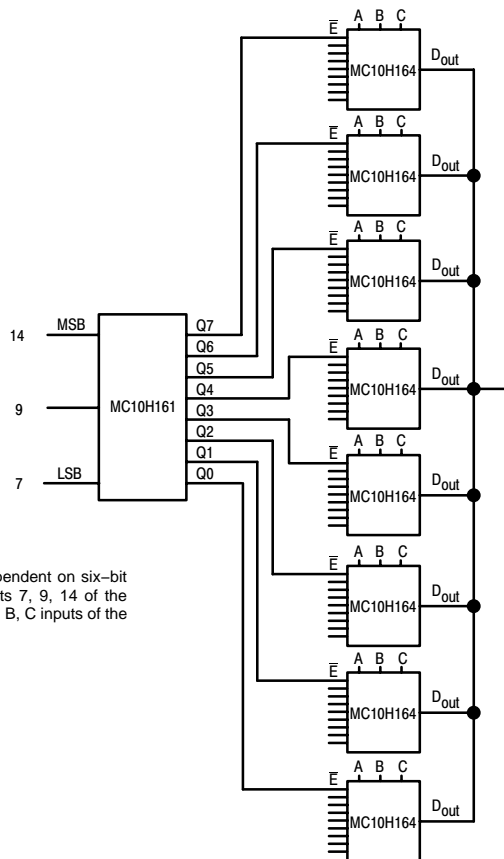 A B C
E̅
MC10H164
Dout
A B C
E̅
MC10H164
Dout
A B C
E̅
MC10H164
Dout
A B C
E̅
MC10H164
Dout
A B C
E̅
MC10H164
Dout
A B C
E̅
MC10H164
Dout
A B C
E̅
MC10H164
Dout
A B C
E̅
MC10H164
Dout
14 MSB
9
7 LSB
MC10H161
Q7
Q6
Q5
Q4
Q3
Q2
Q1
Q0
pendent on six–bit
ts 7, 9, 14 of the
B, C inputs of the